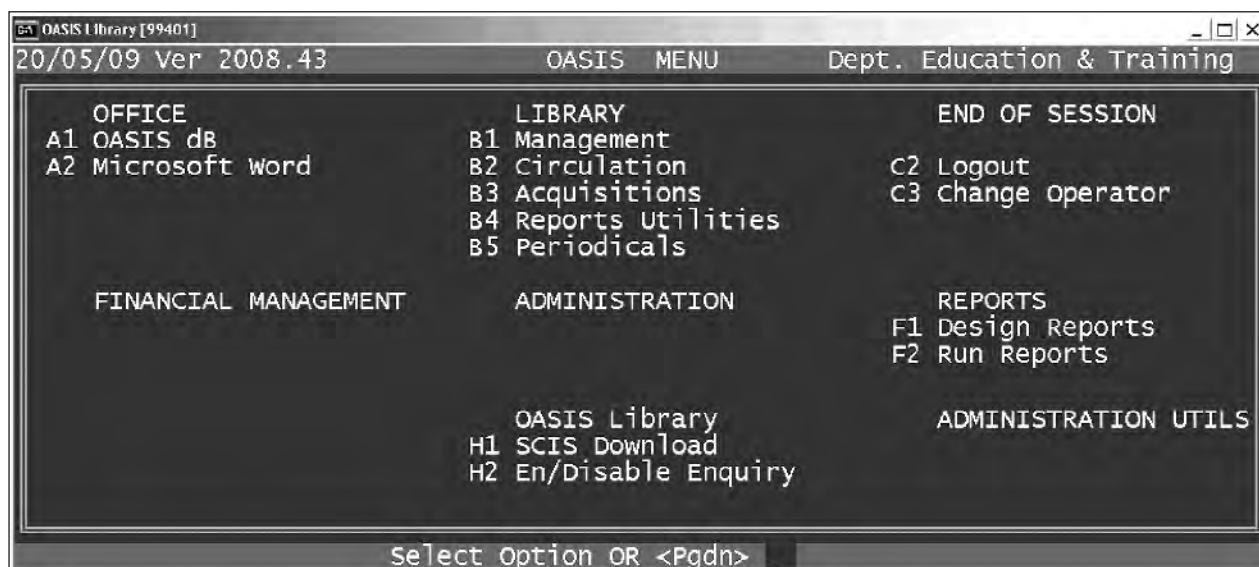 OASIS Library [99401]
20/05/09 Ver 2008.43 OASIS MENU Dept. Education & Training
OFFICE LIBRARY END OF SESSION
A1 OASIS dB B1 Management
A2 Microsoft Word B2 Circulation C2 Logout
B3 Acquisitions C3 Change Operator
B4 Reports Utilities
B5 Periodicals
FINANCIAL MANAGEMENT ADMINISTRATION REPORTS
F1 Design Reports
F2 Run Reports
OASIS Library ADMINISTRATION UTILS
H1 SCIS Download
H2 En/Disable Enquiry
Select Option OR <Pgdn>